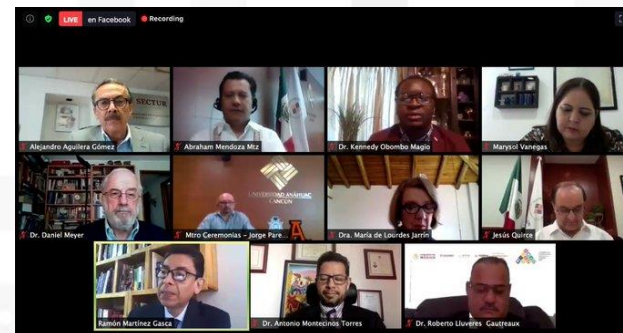 LIVE en Facebook Recording
SECTUR
Alejandro Aguilera Gómez
Abraham Mendoza Mtz
Dr. Kennedy Obombo Magio
Marysol Vanegas
UNIVERSIDAD ANÁHUAC
CANCÚN
Dr. Daniel Meyer
Mtro Ceremonias - Jorge Pare...
Dra. María de Lourdes Jarrín
Jesús Quirce
Ramón Martínez Gasca
Dr. Antonio Montecinos Torres
Dr. Roberto Lluveres Gautreaux